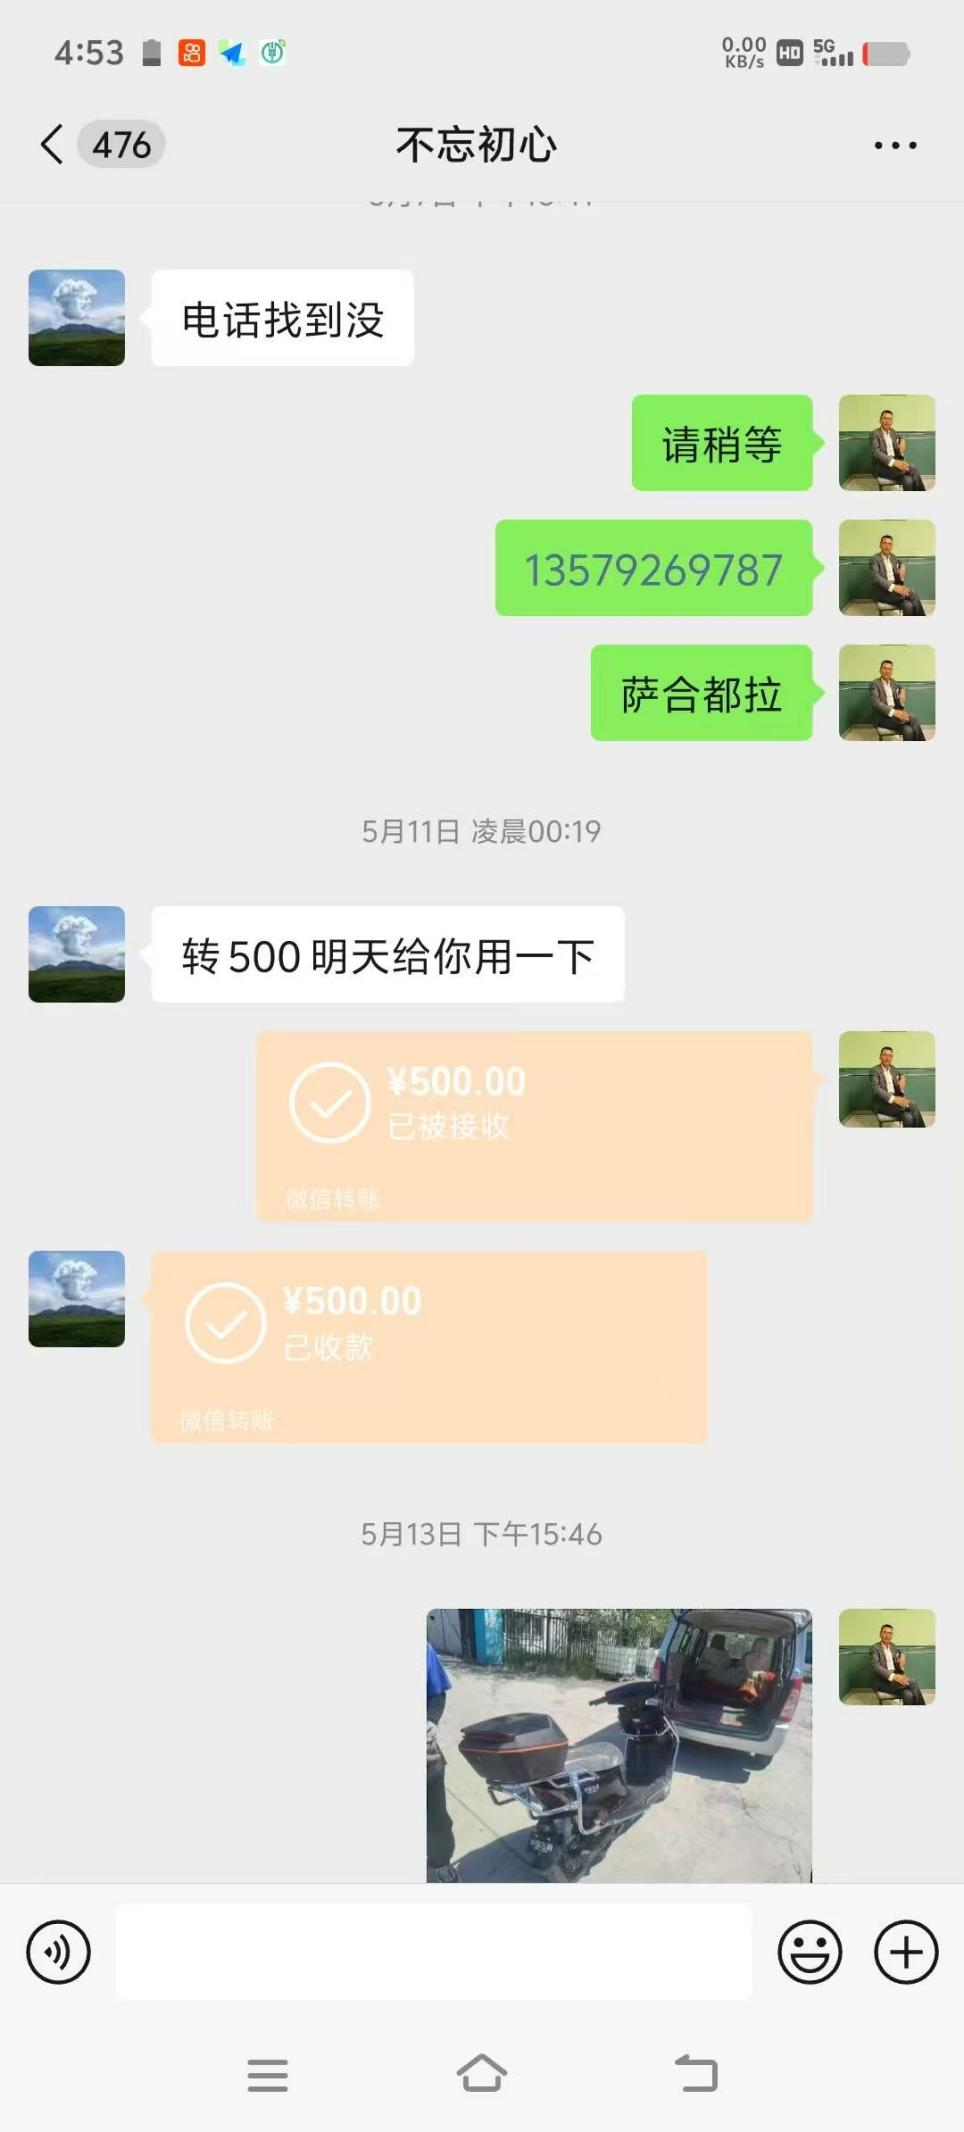 4:53
0.00 KB/s HD 5G
476
不忘初心
电话找到没
请稍等
13579269787
萨合都拉
5月11日 凌晨00:19
转500明天给你用一下
¥500.00
已被接收
微信转账
¥500.00
已收款
微信转账
5月13日 下午15:46